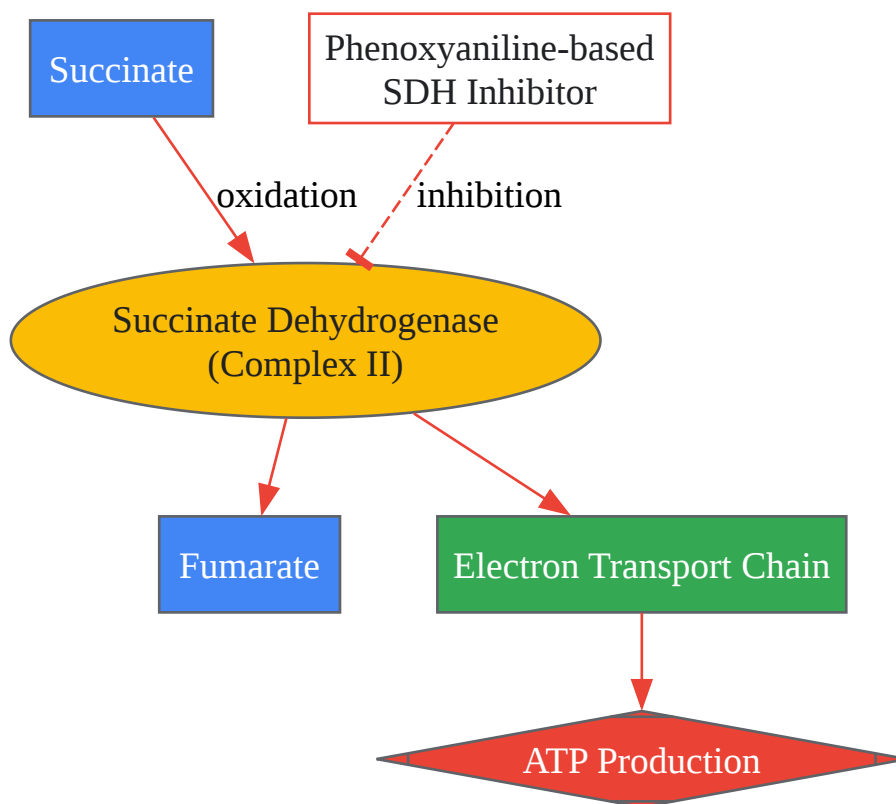 Succinate
Phenoxyaniline-based
SDH Inhibitor
oxidation
inhibition
Succinate Dehydrogenase
(Complex II)
Fumarate
Electron Transport Chain
ATP Production